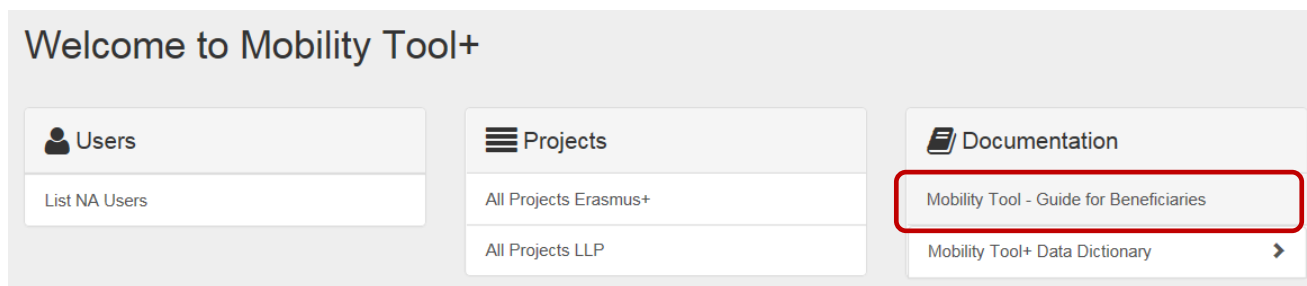 Welcome to Mobility Tool+
Users
List NA Users
Projects
All Projects Erasmus+
All Projects LLP
Documentation
Mobility Tool - Guide for Beneficiaries
Mobility Tool+ Data Dictionary